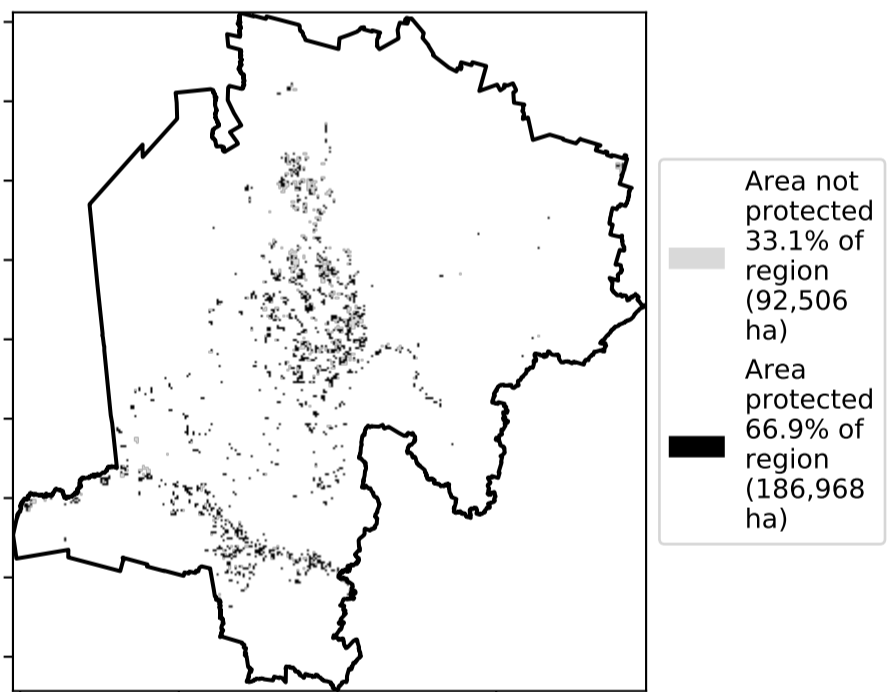 Area not
protected
33.1% of
region
(92,506
ha)
Area
protected
66.9% of
region
(186,968
ha)